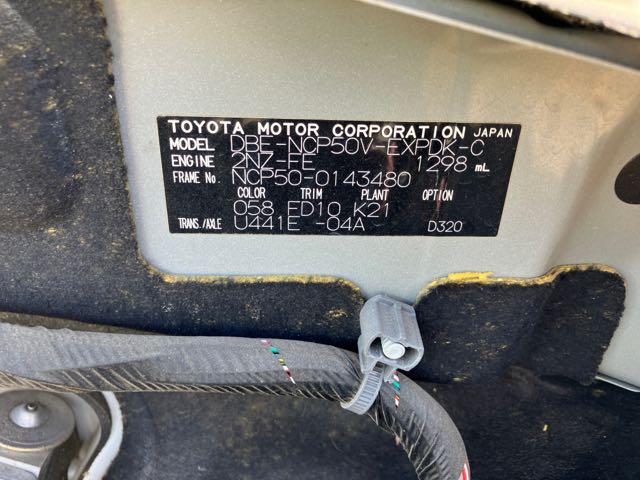 TOYOTA MOTOR CORPORATION JAPAN
MODEL DBE-NCP50V-EXPDK-C
ENGINE 2NZ-FE 1298 mL
FRAME No. NCP50-0143480
COLOR TRIM PLANT OPTION
058 FD10 K21
TRANS./AXLE U441E -04A D320